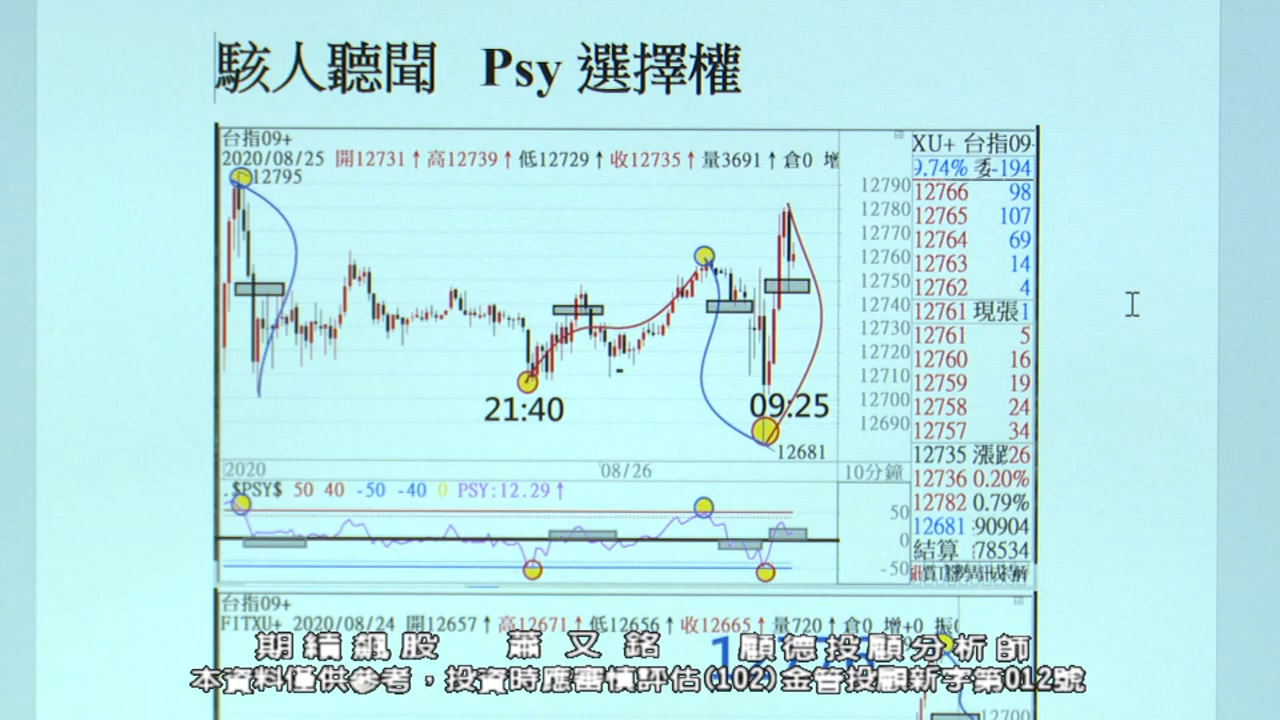 駭人聽聞 Psy 選擇權
台指09+
2020/08/25 開12731↑ 高12739↑ 低12729↑ 收12735↑ 量3691↑ 倉0 增
12795
12790
12780
12770
12760
12750
12740
12730
12720
12710
12700
12690
21:40
09:25
12681
2020 08/26 10分鐘
$PSY$ 50 40 -50 -40 0 PSY:12.29↑
50
0
-50
XU+ 台指09
9.74% 委-194
12766 98
12765 107
12764 69
12763 14
12762 4
12761 現張1
12761 5
12760 16
12759 19
12758 24
12757 34
12735 漲跌26
12736 0.20%
12782 0.79%
12681 :90904
結算 :78534
台指09+
FITXU+ 2020/08/24 開12657↑ 高12671↑ 低12656↑ 收12665↑ 量720↑ 倉0 增+0 振
12700
期續飆股 蕭又銘 顧德投顧分析師
本資料僅供參考，投資時應審慎評估(102)金管投顧新字第012號